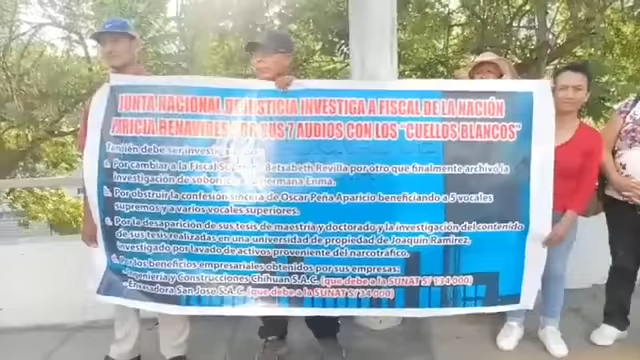 JUNTA NACIONAL DE JUSTICIA INVESTIGA A FISCAL DE LA NACIÓN
PATRICIA BENAVIDES POR SUS 7 AUDIOS CON LOS "CUELLOS BLANCOS"
También debe ser investigada
a. Por cambiar a la Fiscal Suprema Betsabeth Revilla por otro que finalmente archivó la
investigación de sobornos a su hermana Enma.
b. Por obstruir la confesión sincera de Oscar Peña Aparicio beneficiando a 5 vocales
supremos y a varios vocales superiores.
c. Por la desaparición de sus tesis de maestría y doctorado y la investigación del contenido
de sus tesis realizadas en una universidad de propiedad de Joaquín Ramírez,
investigado por lavado de activos proveniente del narcotráfico.
d. Por los beneficios empresariales obtenidos por sus empresas:
- Ingeniería y Construcciones Chihuan S.A.C. (que debe a la SUNAT S/ 134 000)
- Envasadora San Jose S.A.C. (que debe a la SUNAT S/ 14 000)